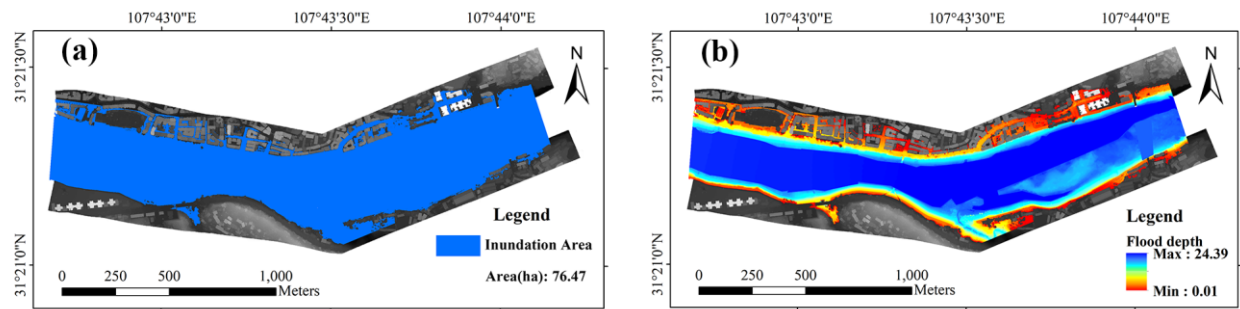 107°43'0"E 107°43'30"E 107°44'0"E
(a)
N
31°21'30"N
31°21'0"N
Legend
Inundation Area
Area(ha): 76.47
0 250 500 1,000
Meters
107°43'0"E 107°43'30"E 107°44'0"E
(b)
N
31°21'30"N
31°21'0"N
Legend
Flood depth
Max : 24.39
Min : 0.01
0 250 500 1,000
Meters